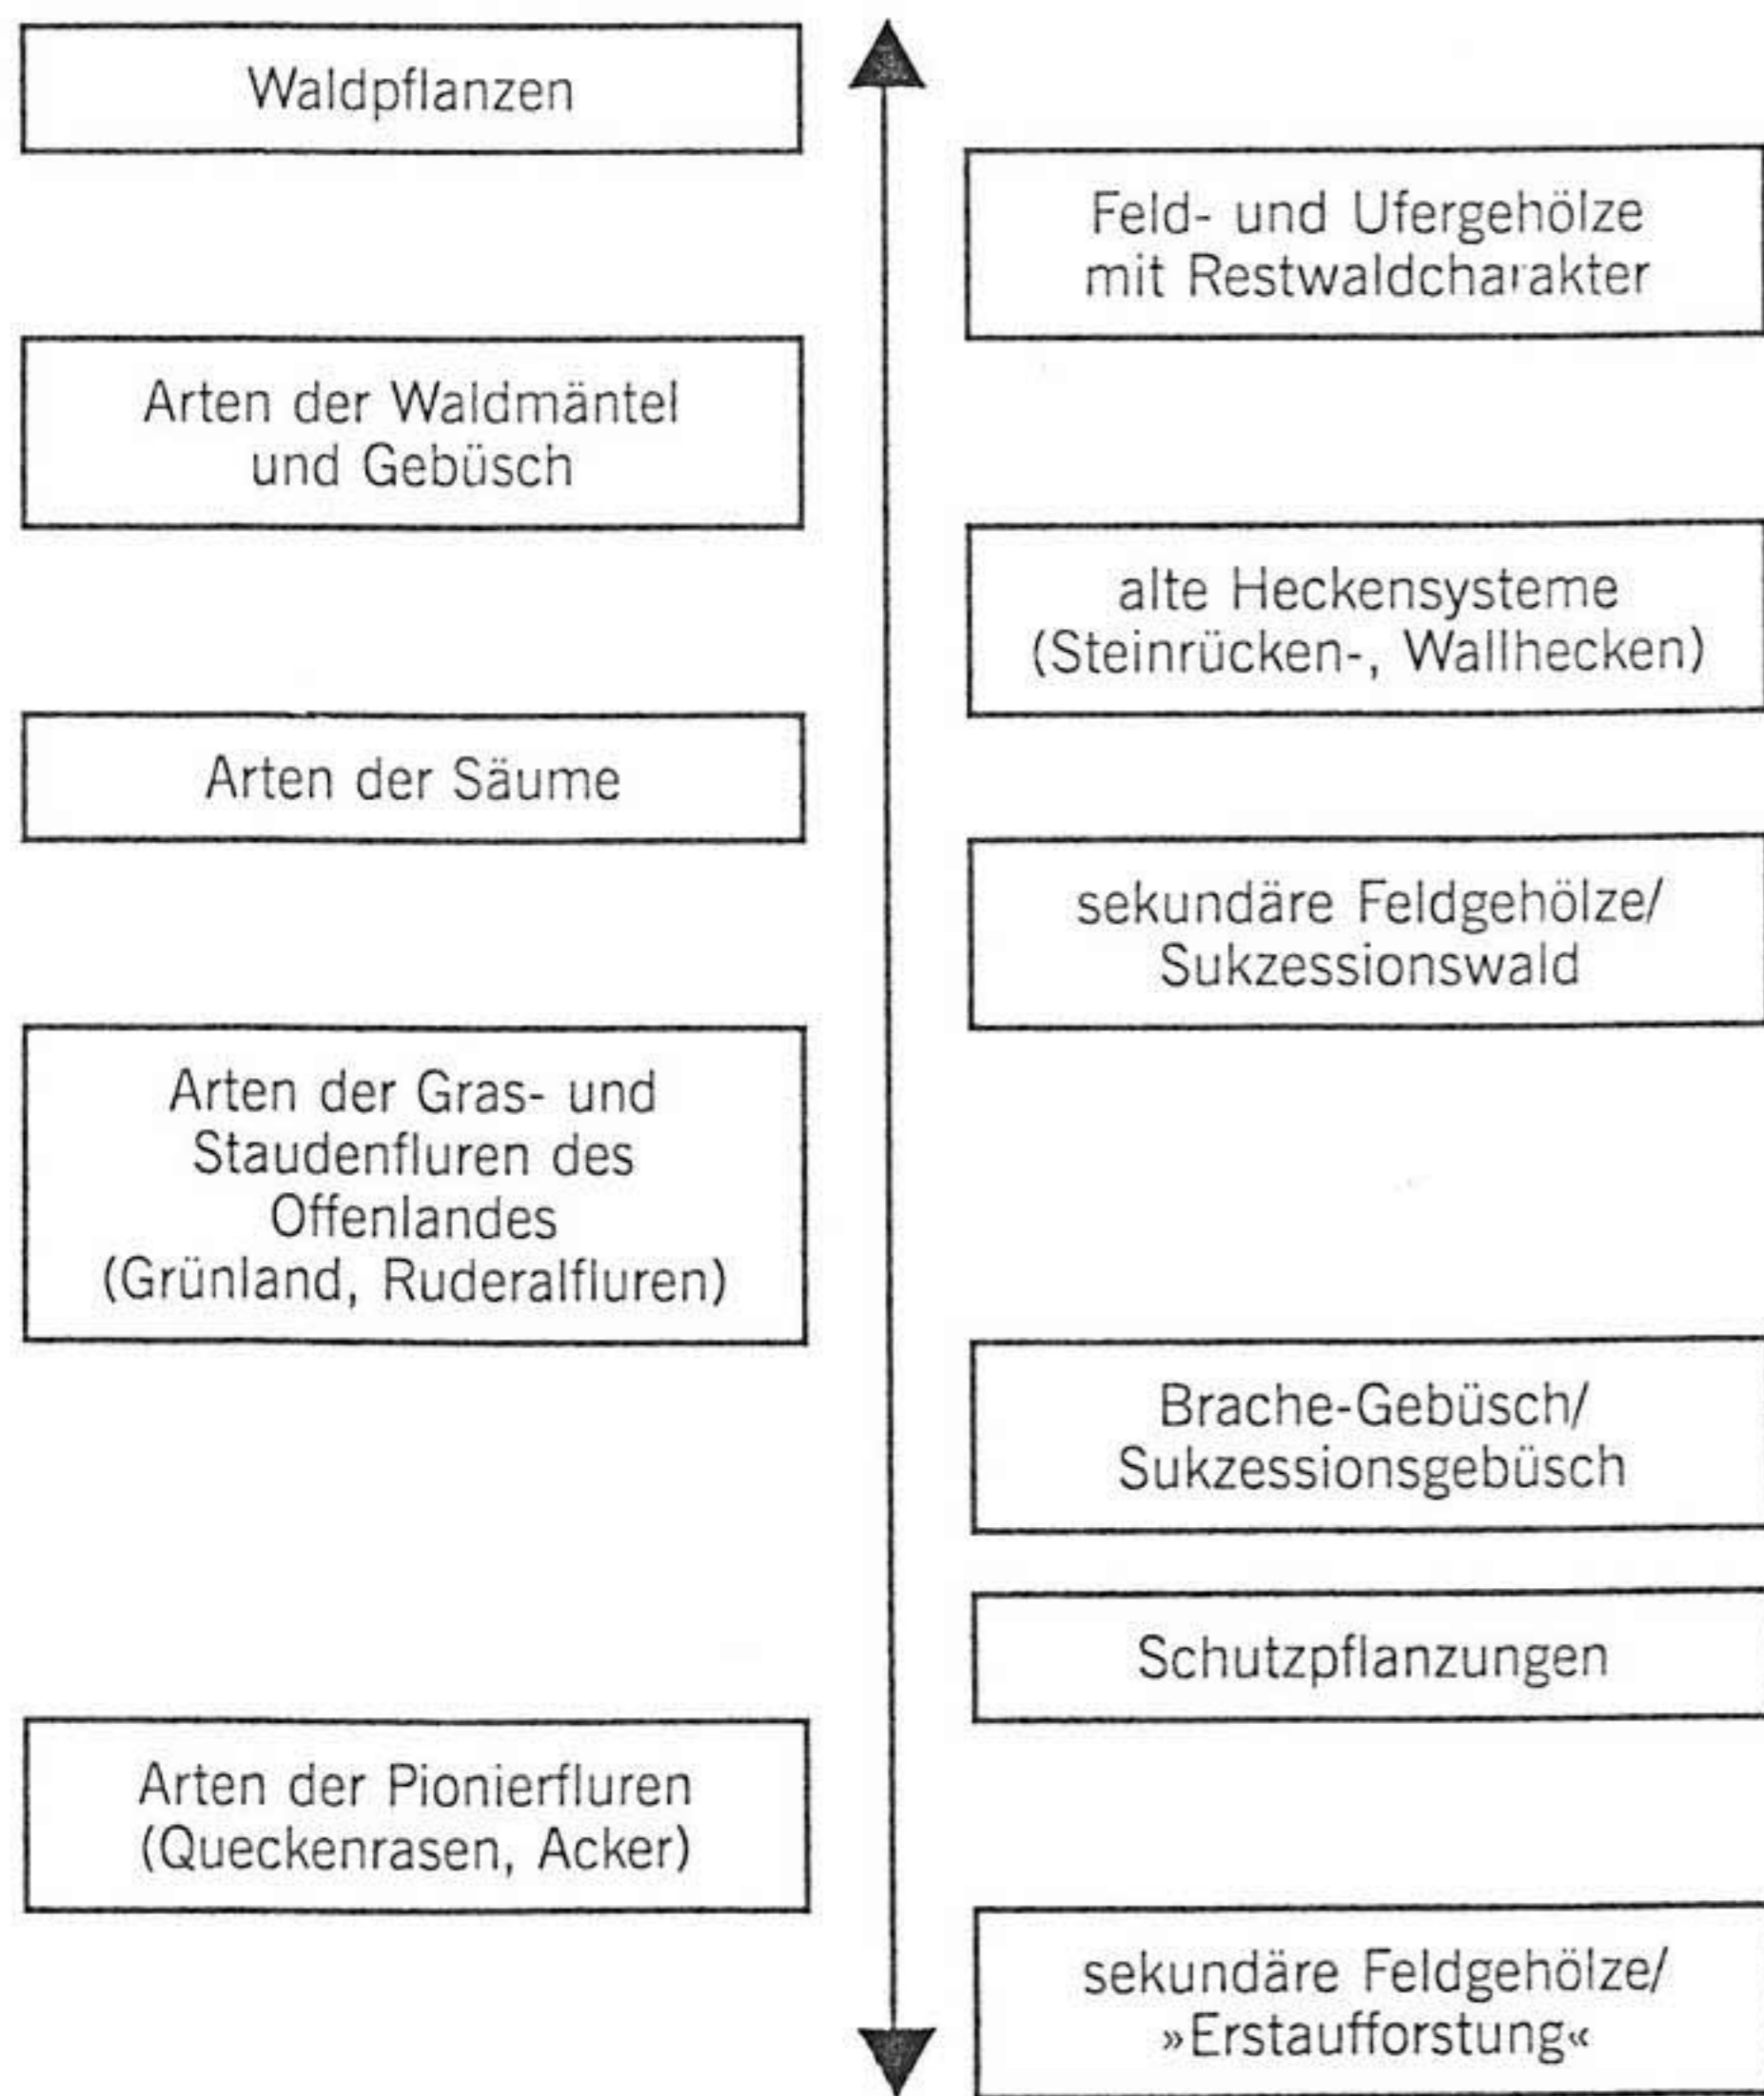 Waldpflanzen
Feld- und Ufergehölze
mit Restwaldcharakter
Arten der Waldmäntel
und Gebüsch
alte Heckensysteme
(Steinrücken-, Wallhecken)
Arten der Säume
sekundäre Feldgehölze/
Sukzessionswald
Arten der Gras- und
Staudenfluren des
Offenlandes
(Grünland, Ruderalfluren)
Brache-Gebüsch/
Sukzessionsgebüsch
Schutzpflanzungen
Arten der Pionierfluren
(Queckenrasen, Acker)
sekundäre Feldgehölze/
»Erstaufforstung«